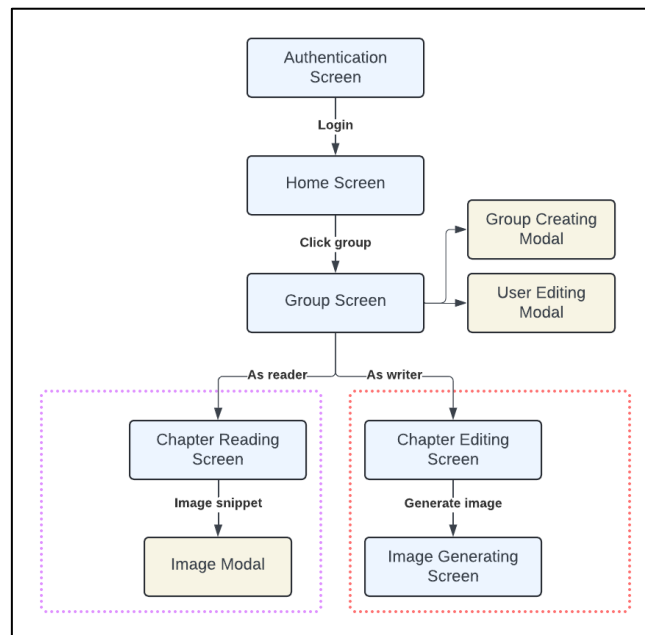 Authentication
Screen
Login
Home Screen
Click group
Group Creating
Modal
User Editing
Modal
Group Screen
As reader
As writer
Chapter Reading
Screen
Image snippet
Image Modal
Chapter Editing
Screen
Generate image
Image Generating
Screen